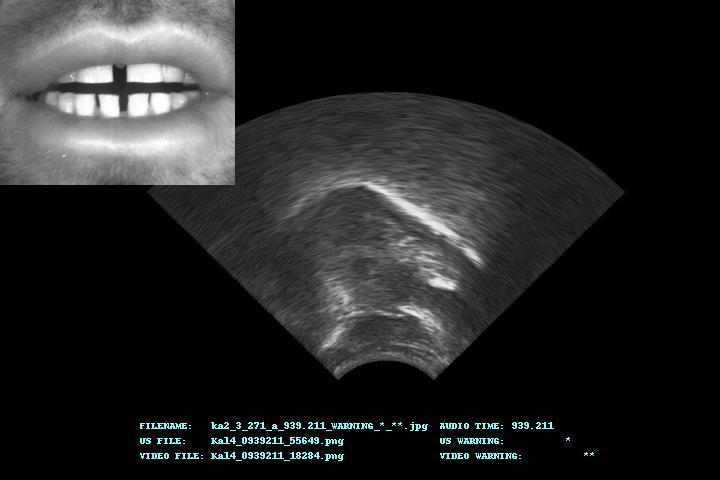 FILENAME: ka2_3_271_a_939.211_WARNING_*_**.jpg AUDIO TIME: 939.211
US FILE: Kal4_0939211_55649.png US WARNING: *
VIDEO FILE: Kal4_0939211_18284.png VIDEO WARNING: **